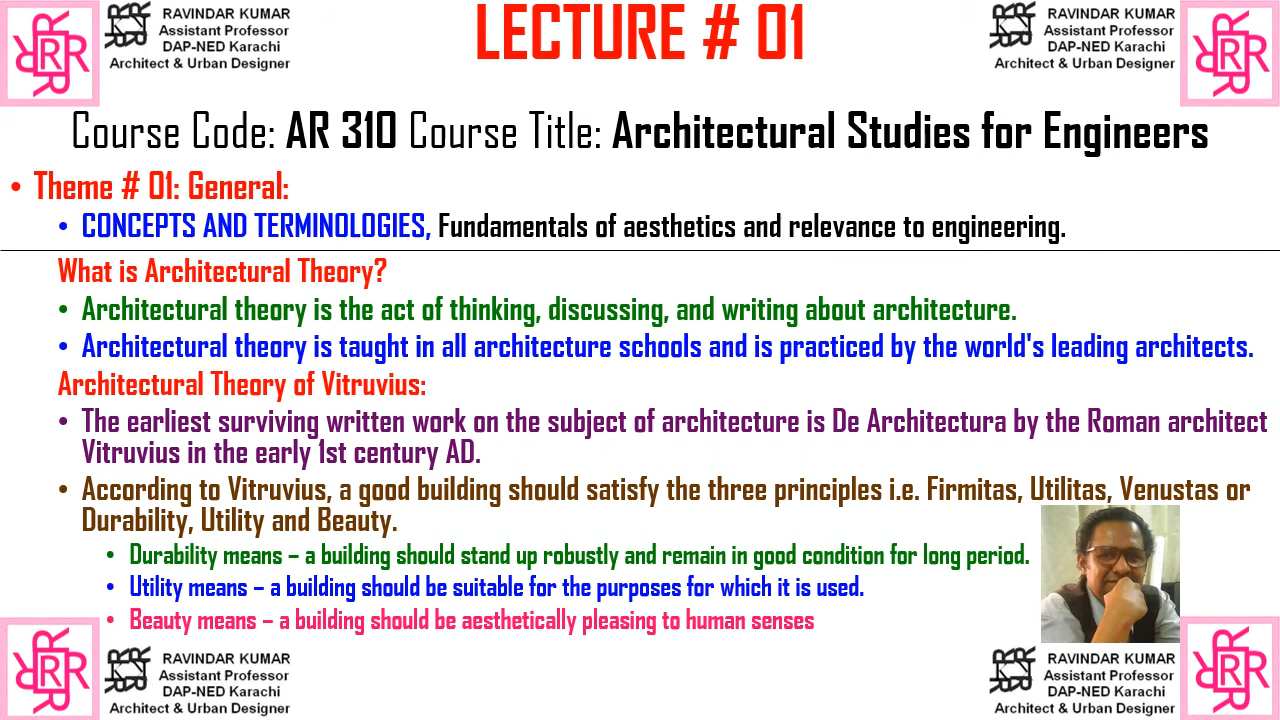 RAVINDAR KUMAR
Assistant Professor
DAP-NED Karachi
Architect & Urban Designer
LECTURE # 01
RAVINDAR KUMAR
Assistant Professor
DAP-NED Karachi
Architect & Urban Designer
Course Code: AR 310 Course Title: Architectural Studies for Engineers
• Theme # 01: General:
• CONCEPTS AND TERMINOLOGIES, Fundamentals of aesthetics and relevance to engineering.
What is Architectural Theory?
• Architectural theory is the act of thinking, discussing, and writing about architecture.
• Architectural theory is taught in all architecture schools and is practiced by the world's leading architects.
Architectural Theory of Vitruvius:
• The earliest surviving written work on the subject of architecture is De Architectura by the Roman architect
Vitruvius in the early 1st century AD.
• According to Vitruvius, a good building should satisfy the three principles i.e. Firmitas, Utilitas, Venustas or
Durability, Utility and Beauty.
• Durability means – a building should stand up robustly and remain in good condition for long period.
• Utility means – a building should be suitable for the purposes for which it is used.
• Beauty means – a building should be aesthetically pleasing to human senses
RAVINDAR KUMAR
Assistant Professor
DAP-NED Karachi
Architect & Urban Designer
RAVINDAR KUMAR
Assistant Professor
DAP-NED Karachi
Architect & Urban Designer